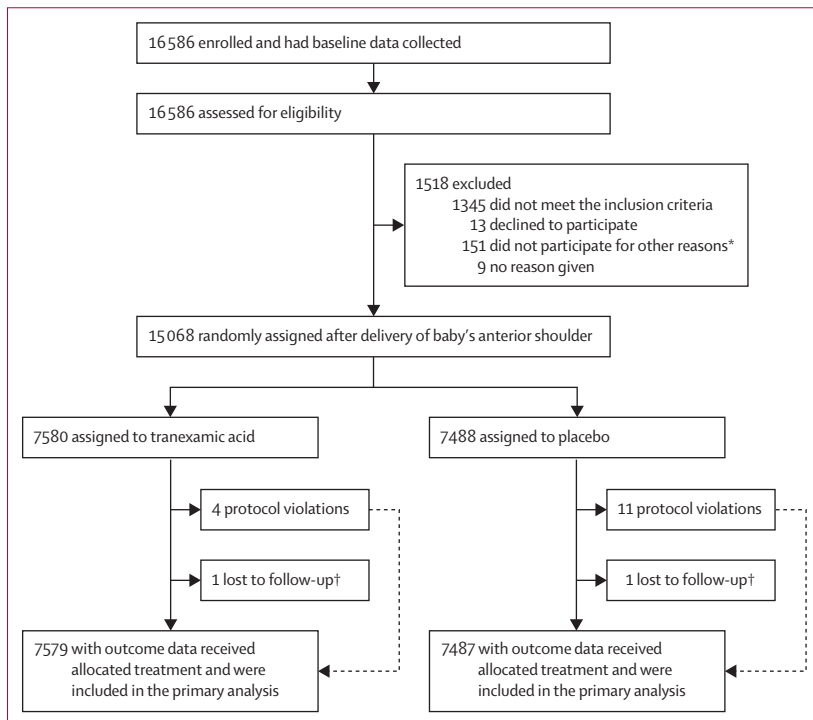 16 586 enrolled and had baseline data collected
16 586 assessed for eligibility
1518 excluded
1345 did not meet the inclusion criteria
13 declined to participate
151 did not participate for other reasons*
9 no reason given
15 068 randomly assigned after delivery of baby’s anterior shoulder
7580 assigned to tranexamic acid
7488 assigned to placebo
4 protocol violations
11 protocol violations
1 lost to follow-up†
1 lost to follow-up†
7579 with outcome data received
allocated treatment and were
included in the primary analysis
7487 with outcome data received
allocated treatment and were
included in the primary analysis